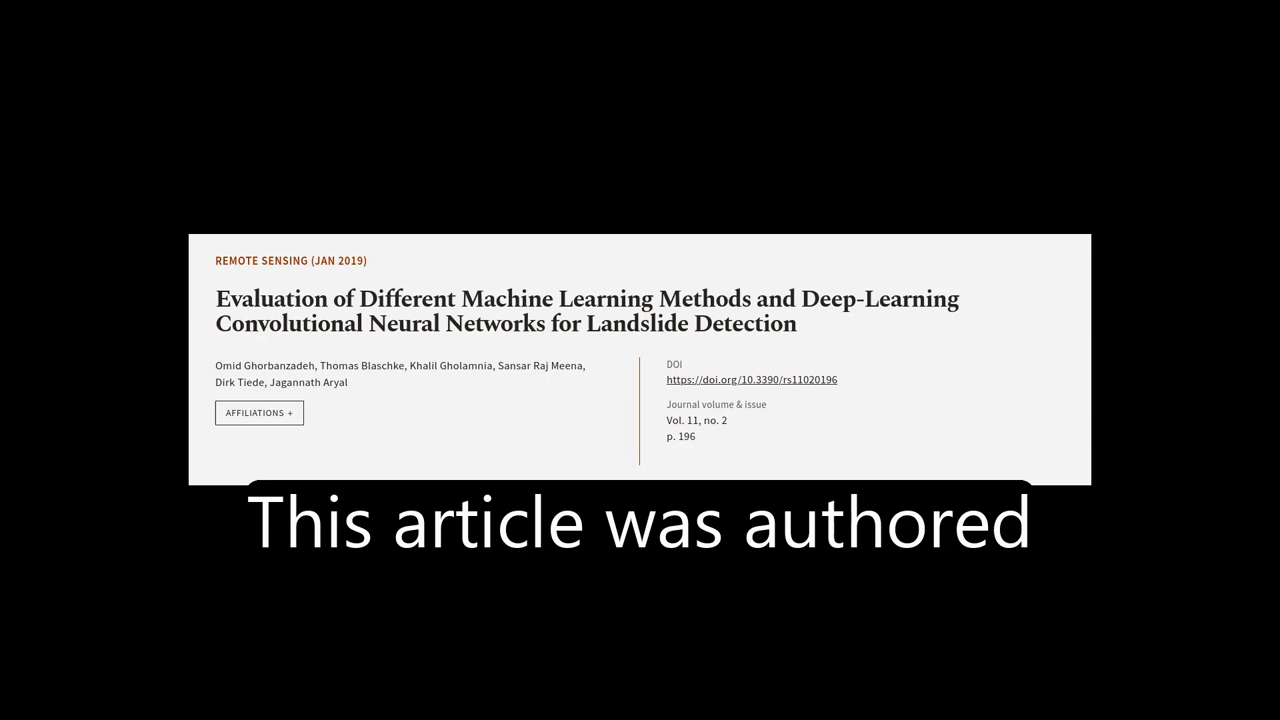 REMOTE SENSING (JAN 2019)
Evaluation of Different Machine Learning Methods and Deep-Learning
Convolutional Neural Networks for Landslide Detection
Omid Ghorbanzadeh, Thomas Blaschke, Khalil Gholamnia, Sansar Raj Meena,
Dirk Tiede, Jagannath Aryal
AFFILIATIONS +
DOI
https://doi.org/10.3390/rs11020196
Journal volume & issue
Vol. 11, no. 2
p. 196
This article was authored